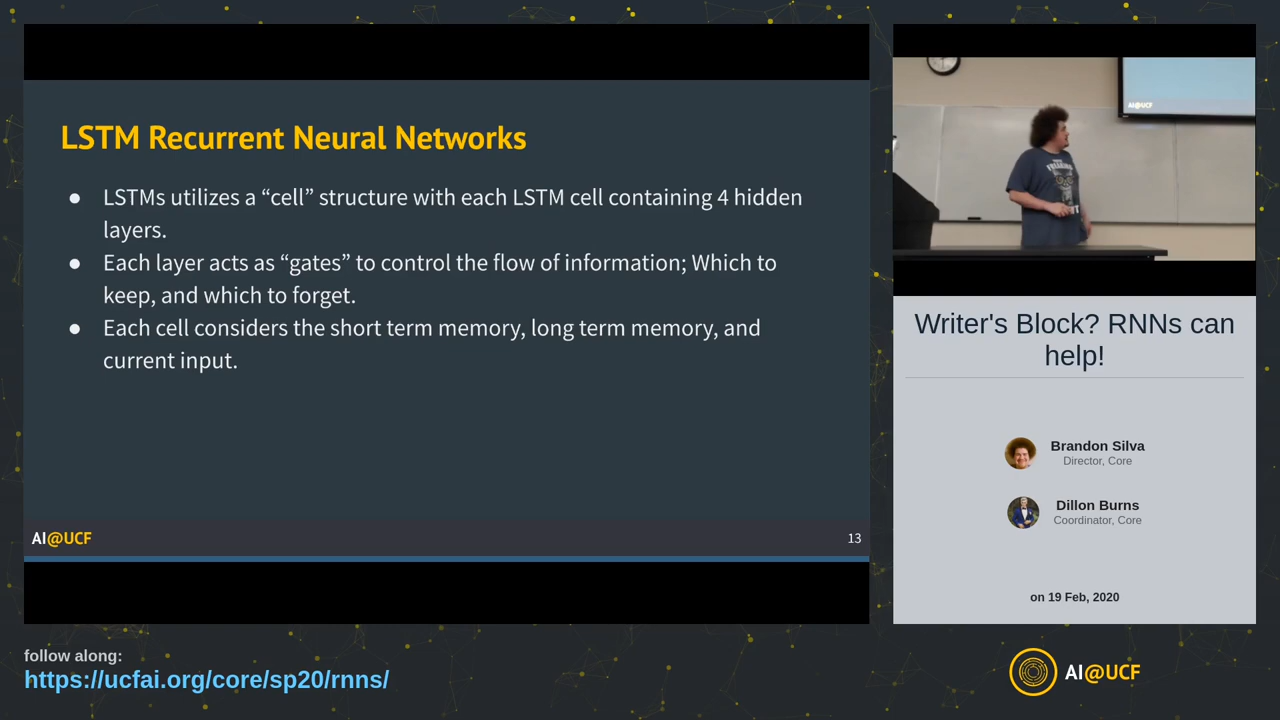 LSTM Recurrent Neural Networks
● LSTMs utilizes a “cell” structure with each LSTM cell containing 4 hidden
layers.
● Each layer acts as “gates” to control the flow of information; Which to
keep, and which to forget.
● Each cell considers the short term memory, long term memory, and
current input.
AI@UCF
13
AI@UCF
Writer's Block? RNNs can
help!
Brandon Silva
Director, Core
Dillon Burns
Coordinator, Core
on 19 Feb, 2020
follow along:
https://ucfai.org/core/sp20/rnns/
AI@UCF